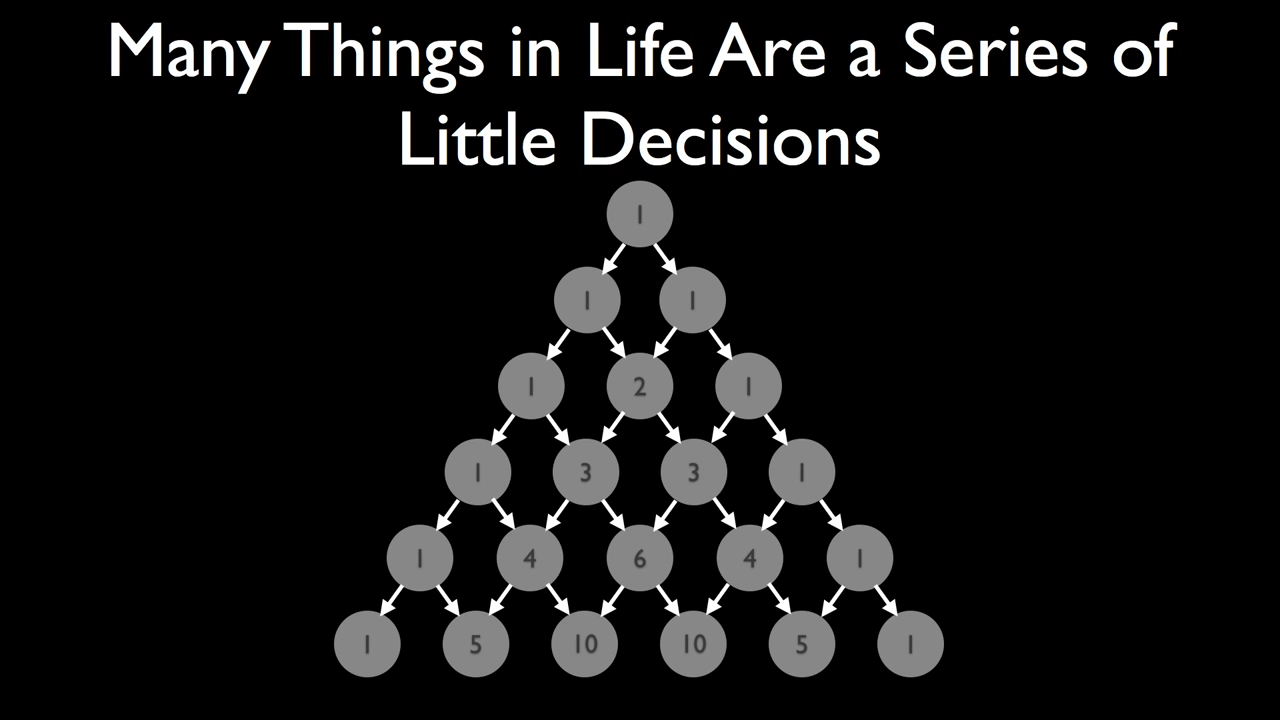 Many Things in Life Are a Series of
Little Decisions
1
1 1
1 2 1
1 3 3 1
1 4 6 4 1
1 5 10 10 5 1